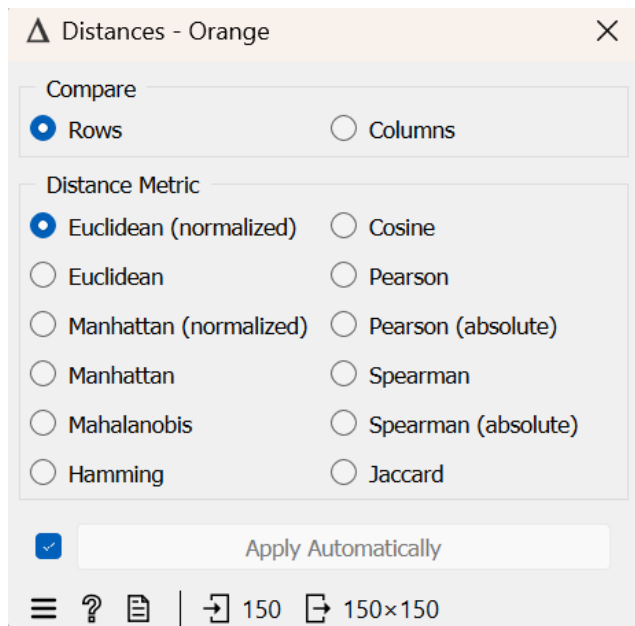 Distances - Orange
Compare
Rows Columns
Distance Metric
Euclidean (normalized) Cosine
Euclidean Pearson
Manhattan (normalized) Pearson (absolute)
Manhattan Spearman
Mahalanobis Spearman (absolute)
Hamming Jaccard
Apply Automatically
150 150×150